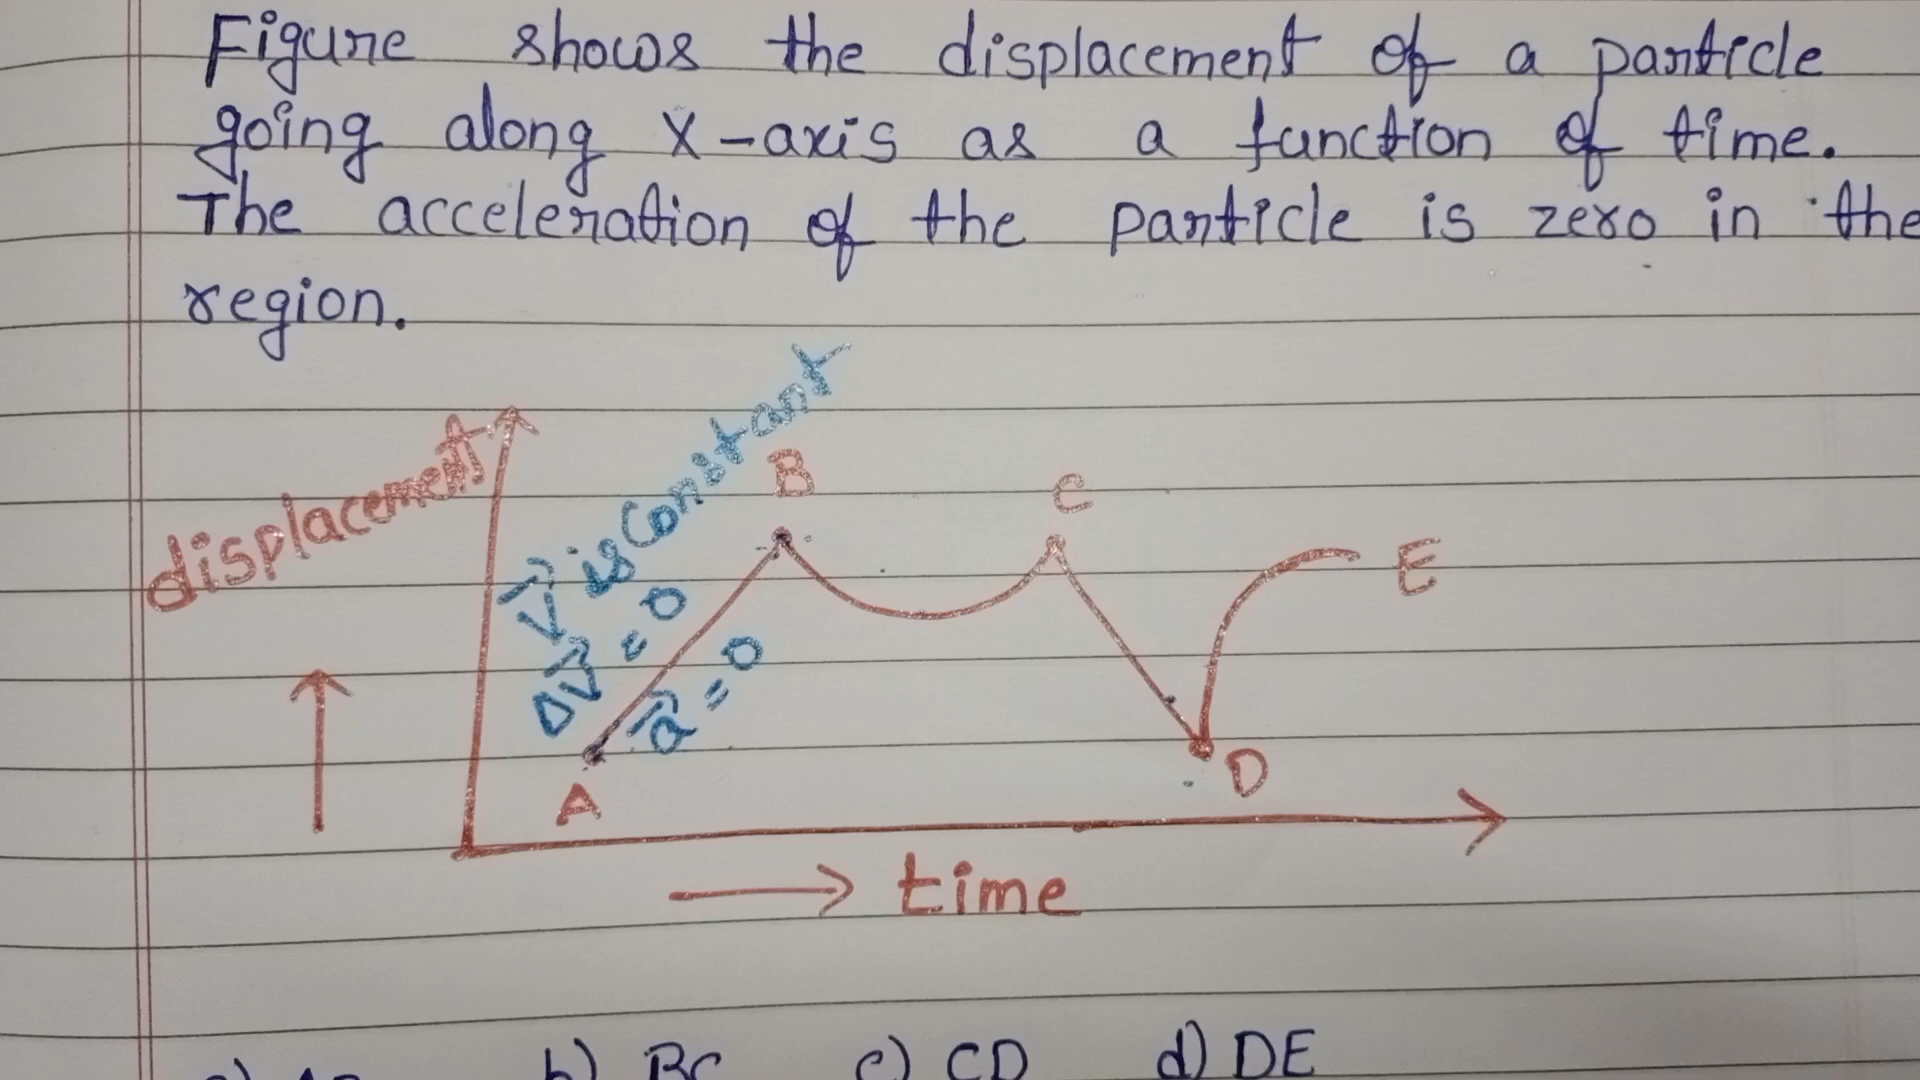 Figure shows the displacement of a particle
going along X-axis as a function of time.
The acceleration of the particle is zero in the
region.
displacement
V is Constant
ΔV = 0
a = 0
B
C
E
A
D
time
b) BC c) CD d) DE